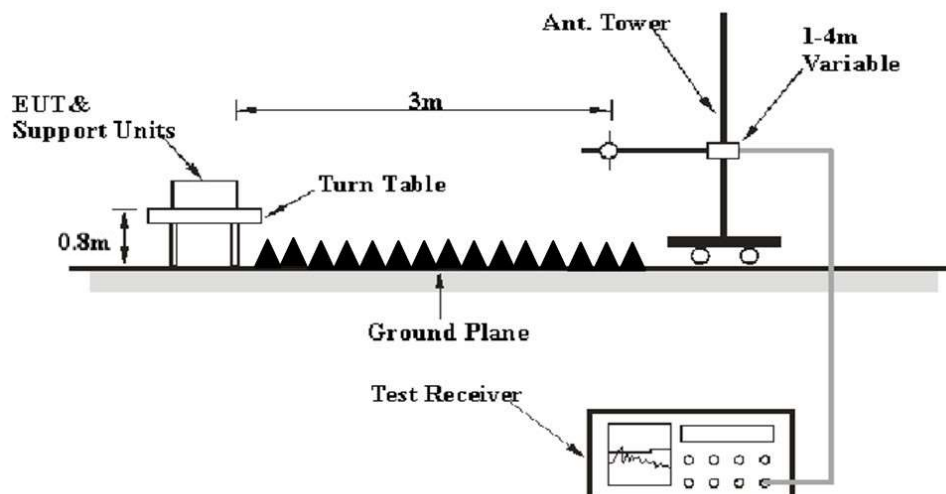 Ant. Tower
1-4m
Variable
EUT &
Support Units
3m
Turn Table
0.8m
Ground Plane
Test Receiver